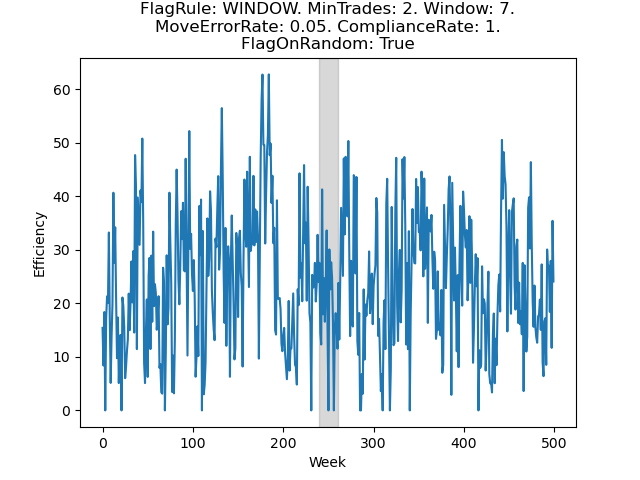 FlagRule: WINDOW. MinTrades: 2. Window: 7.
MoveErrorRate: 0.05. ComplianceRate: 1.
FlagOnRandom: True
60
50
40
30
20
10
0
Efficiency
0 100 200 300 400 500
Week